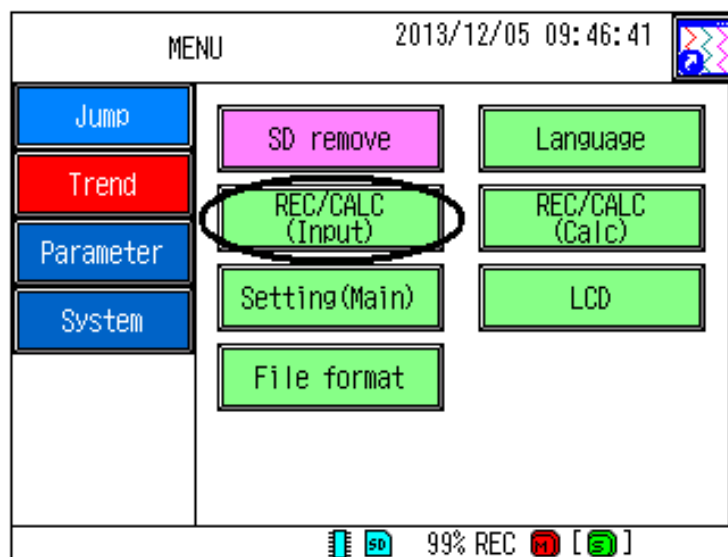 MENU
2013/12/05 09:46:41
Jump
Trend
Parameter
System
SD remove
Language
REC/CALC
(Input)
REC/CALC
(Calc)
Setting(Main)
LCD
File format
SD 99% REC M [S]